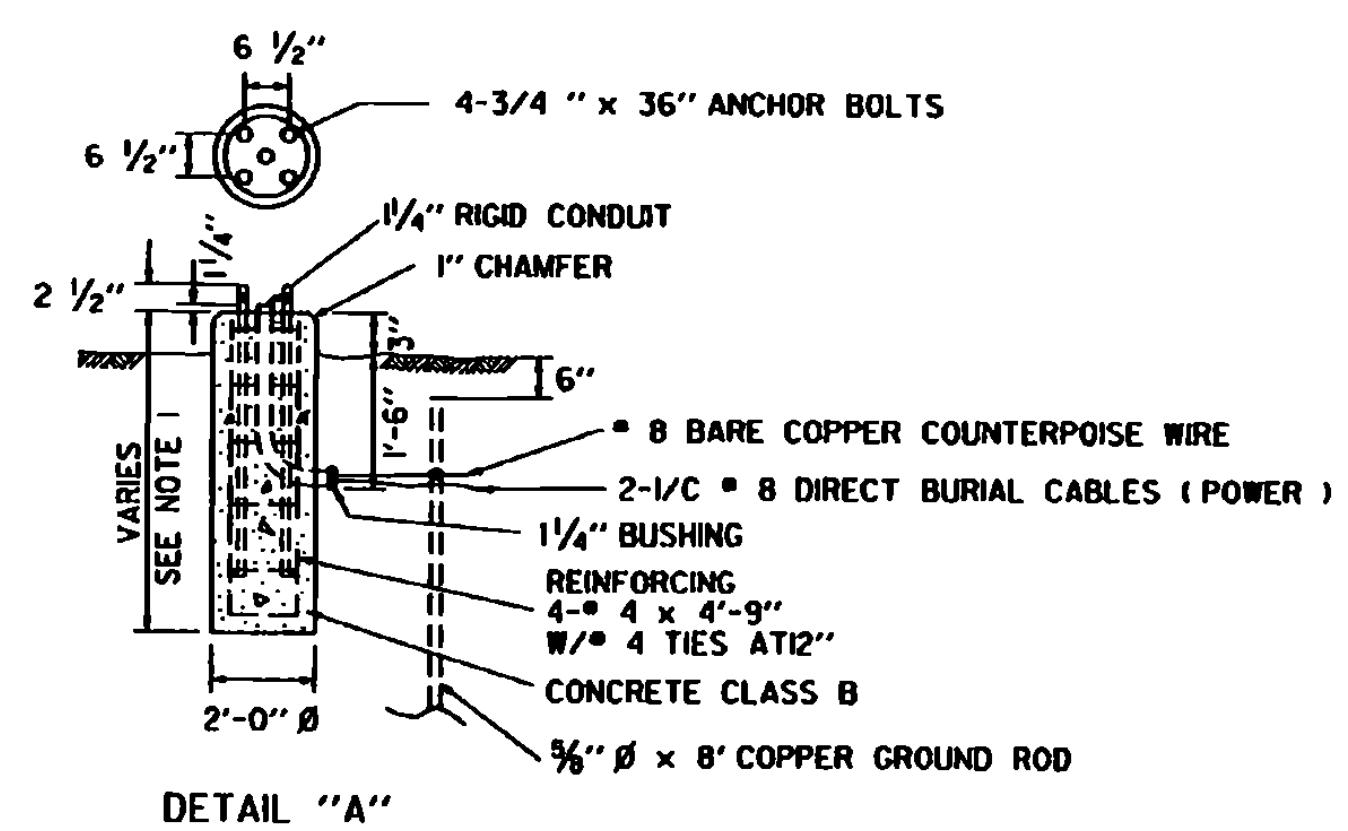 6 1/2"
4-3/4 " x 36" ANCHOR BOLTS
6 1/2"
1 1/4" RIGID CONDUIT
1 1/4"
1" CHAMFER
2 1/2"
3"
6"
1'-6"
VARIES
SEE NOTE 1
# 8 BARE COPPER COUNTERPOISE WIRE
2-1/C # 8 DIRECT BURIAL CABLES ( POWER )
1 1/4" BUSHING
REINFORCING
4-# 4 x 4'-9"
W/# 4 TIES AT12"
CONCRETE CLASS B
2'-0" Ø
5/8" Ø x 8' COPPER GROUND ROD
DETAIL "A"